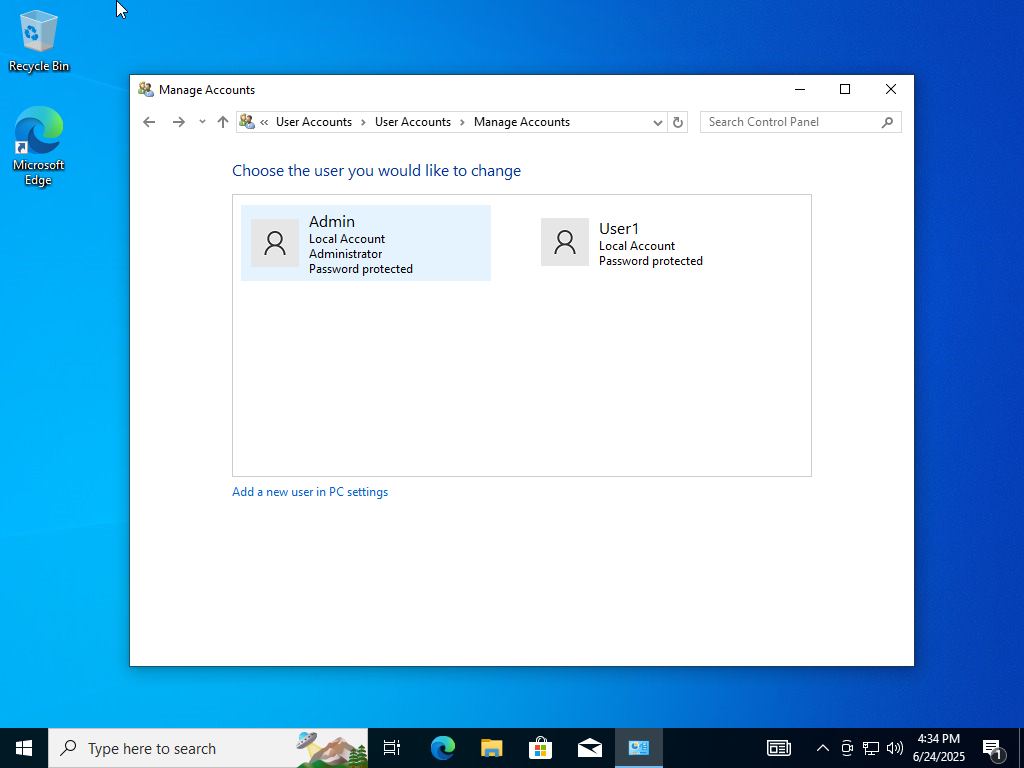 Recycle Bin
Microsoft
Edge
Manage Accounts
« User Accounts > User Accounts > Manage Accounts
Search Control Panel
Choose the user you would like to change
Admin
Local Account
Administrator
Password protected
User1
Local Account
Password protected
Add a new user in PC settings
Type here to search
4:34 PM
6/24/2025
1